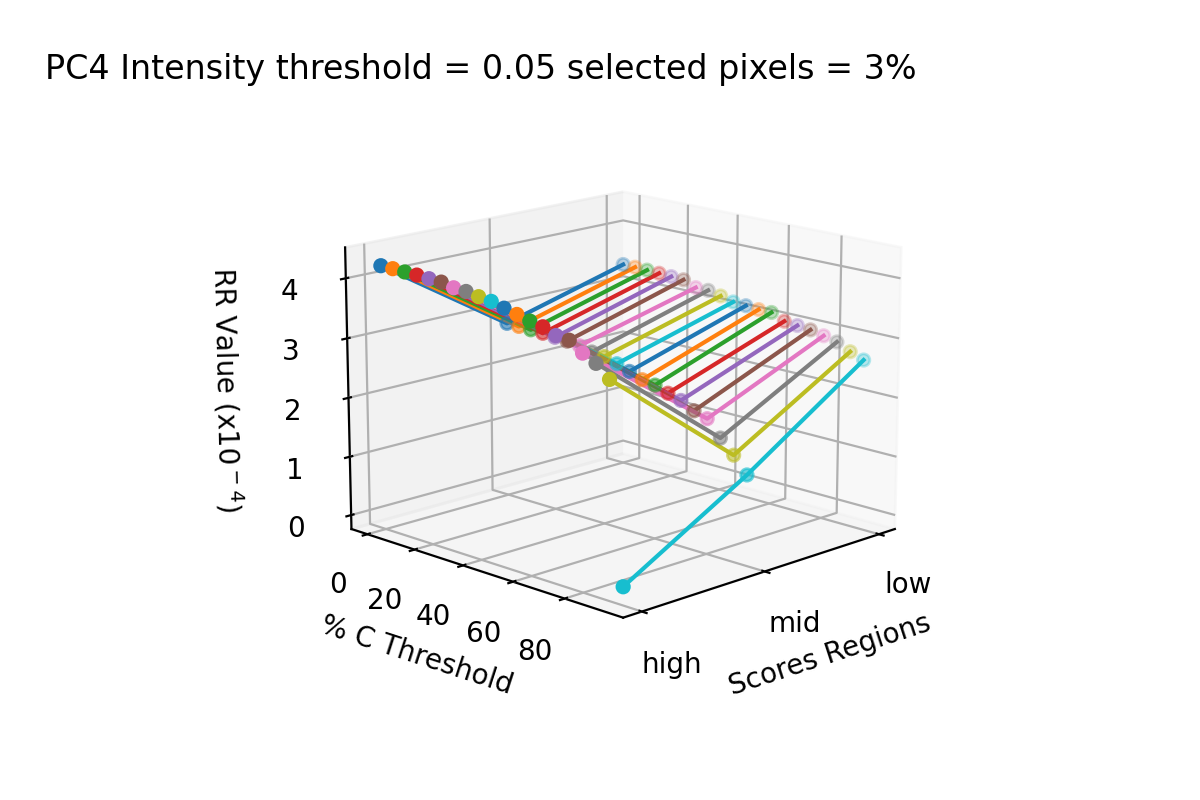 PC4 Intensity threshold = 0.05 selected pixels = 3%
RR Value (x10⁻⁴)
4
3
2
1
0
0
20
40
60
80
% C Threshold
high
mid
low
Scores Regions